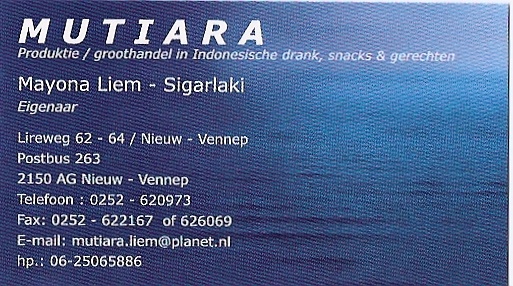 MUTIARA
Produktie / groothandel in Indonesische drank, snacks & gerechten
Mayona Liem - Sigarlaki
Eigenaar
Lireweg 62 - 64 / Nieuw - Vennep
Postbus 263
2150 AG Nieuw - Vennep
Telefoon : 0252 - 620973
Fax: 0252 - 622167 of 626069
E-mail: mutiara.liem@planet.nl
hp.: 06-25065886